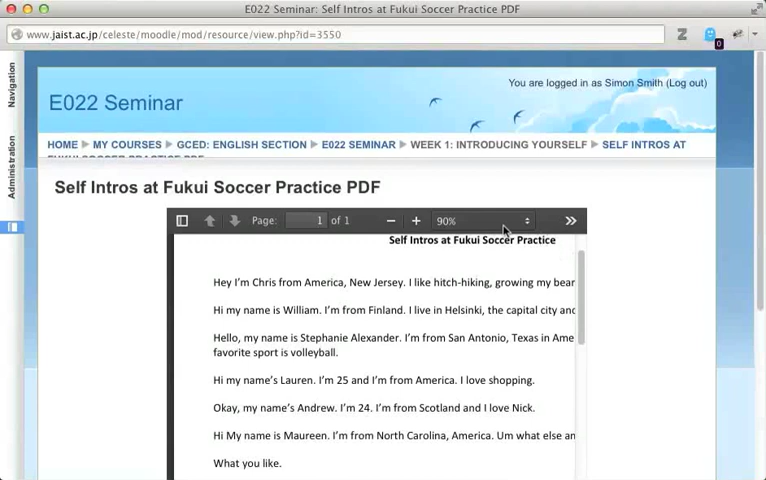 E022 Seminar: Self Intros at Fukui Soccer Practice PDF
www.jaist.ac.jp/celeste/moodle/mod/resource/view.php?id=3550
0
Navigation
Administration
You are logged in as Simon Smith (Log out)
E022 Seminar
HOME ▶ MY COURSES ▶ GCED: ENGLISH SECTION ▶ E022 SEMINAR ▶ WEEK 1: INTRODUCING YOURSELF ▶ SELF INTROS AT
FUKUI SOCCER PRACTICE PDF
Self Intros at Fukui Soccer Practice PDF
Page: 1 of 1 90%
Self Intros at Fukui Soccer Practice
Hey I'm Chris from America, New Jersey. I like hitch-hiking, growing my bear
Hi my name is William. I'm from Finland. I live in Helsinki, the capital city and
Hello, my name is Stephanie Alexander. I'm from San Antonio, Texas in Ame
favorite sport is volleyball.
Hi my name's Lauren. I'm 25 and I'm from America. I love shopping.
Okay, my name's Andrew. I'm 24. I'm from Scotland and I love Nick.
Hi My name is Maureen. I'm from North Carolina, America. Um what else an
What you like.